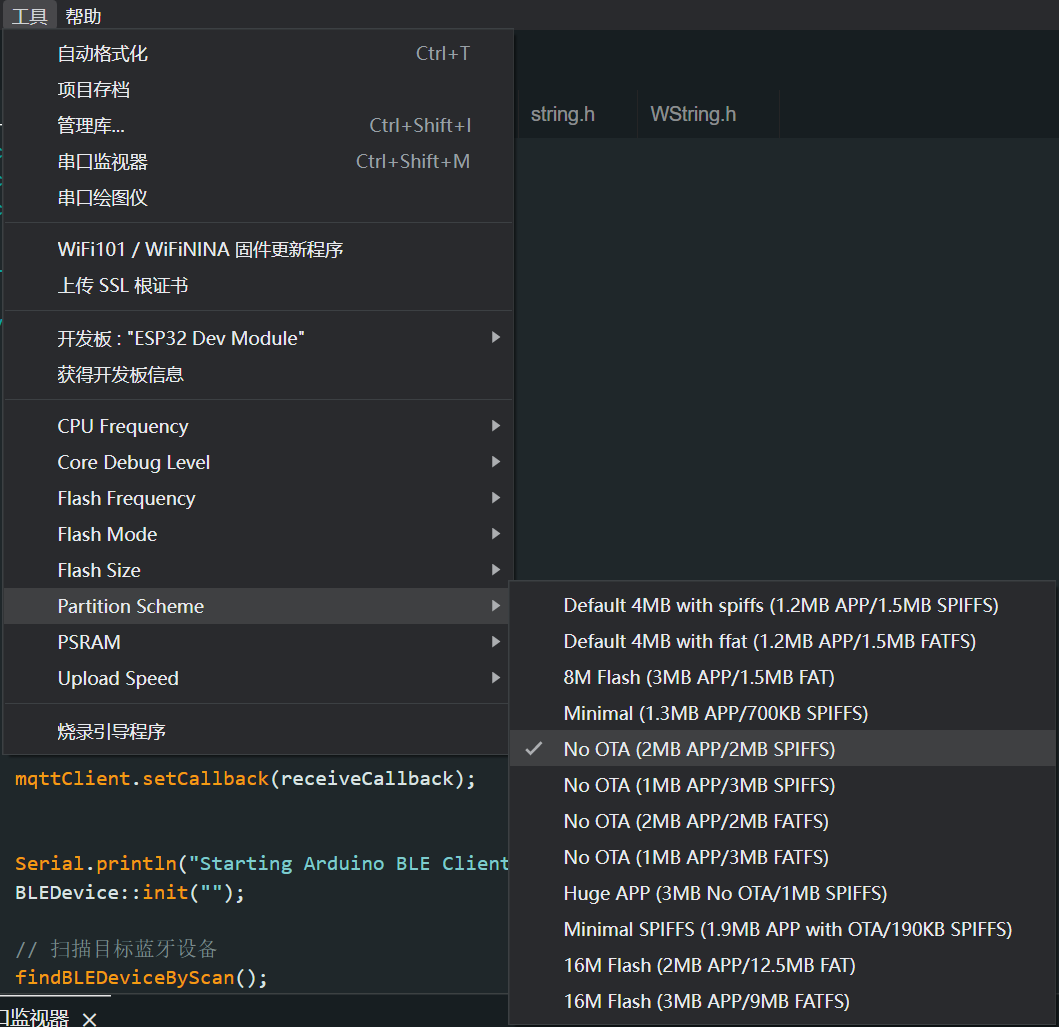 工具 帮助
自动格式化 Ctrl+T
项目存档
管理库... Ctrl+Shift+I
串口监视器 Ctrl+Shift+M
串口绘图仪
string.h WString.h
WiFi101 / WiFiNINA 固件更新程序
上传 SSL 根证书
开发板 : "ESP32 Dev Module"
获得开发板信息
CPU Frequency
Core Debug Level
Flash Frequency
Flash Mode
Flash Size
Partition Scheme
PSRAM
Upload Speed
烧录引导程序
Default 4MB with spiffs (1.2MB APP/1.5MB SPIFFS)
Default 4MB with ffat (1.2MB APP/1.5MB FATFS)
8M Flash (3MB APP/1.5MB FAT)
Minimal (1.3MB APP/700KB SPIFFS)
No OTA (2MB APP/2MB SPIFFS)
No OTA (1MB APP/3MB SPIFFS)
No OTA (2MB APP/2MB FATFS)
No OTA (1MB APP/3MB FATFS)
Huge APP (3MB No OTA/1MB SPIFFS)
Minimal SPIFFS (1.9MB APP with OTA/190KB SPIFFS)
16M Flash (2MB APP/12.5MB FAT)
16M Flash (3MB APP/9MB FATFS)
mqttClient.setCallback(receiveCallback);
Serial.println("Starting Arduino BLE Client
BLEDevice::init("");
// 扫描目标蓝牙设备
findBLEDeviceByScan();
口监视器